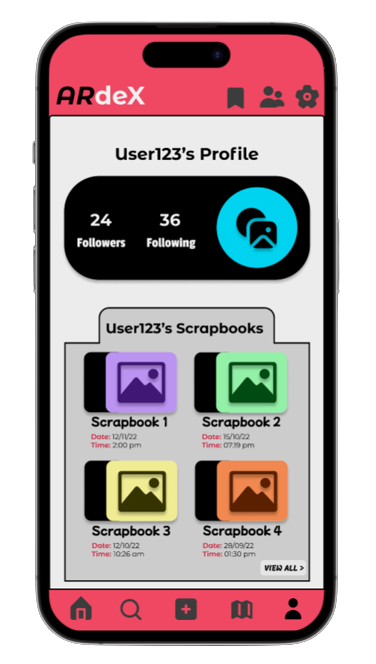 ARdeX
User123's Profile
24 36
Followers Following
User123's Scrapbooks
Scrapbook 1 Scrapbook 2
Date: 12/11/22 Date: 15/10/22
Time: 2:00 pm Time: 07:19 pm
Scrapbook 3 Scrapbook 4
Date: 12/10/22 Date: 28/09/22
Time: 10:26 am Time: 01:30 pm
VIEW ALL >